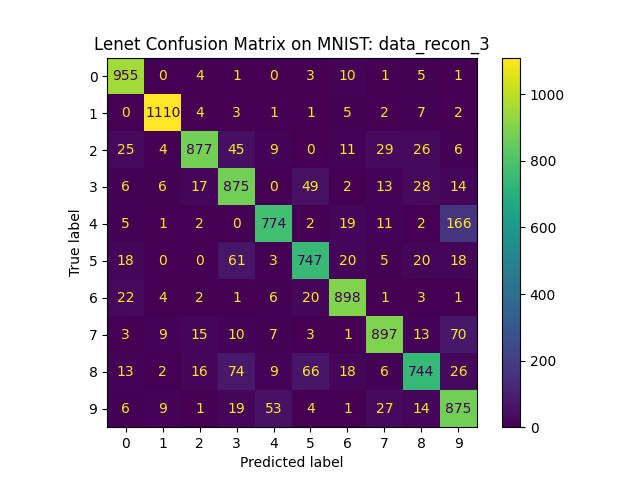 Lenet Confusion Matrix on MNIST: data_recon_3
0 955 0 4 1 0 3 10 1 5 1
1 0 1110 4 3 1 1 5 2 7 2
2 25 4 877 45 9 0 11 29 26 6
3 6 6 17 875 0 49 2 13 28 14
4 5 1 2 0 774 2 19 11 2 166
5 18 0 0 61 3 747 20 5 20 18
6 22 4 2 1 6 20 898 1 3 1
7 3 9 15 10 7 3 1 897 13 70
8 13 2 16 74 9 66 18 6 744 26
9 6 9 1 19 53 4 1 27 14 875
0 1 2 3 4 5 6 7 8 9
Predicted label
True label
1000
800
600
400
200
0